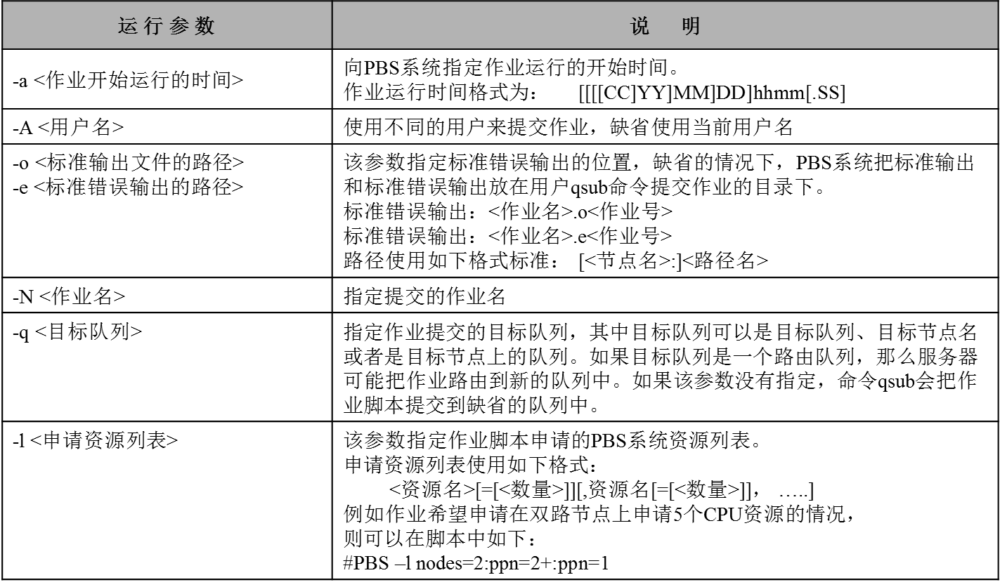 运 行 参 数
说 明
-a <作业开始运行的时间>
向PBS系统指定作业运行的开始时间。
作业运行时间格式为： [[[[CC]YY]MM]DD]hhmm[.SS]
-A <用户名>
使用不同的用户来提交作业，缺省使用当前用户名
-o <标准输出文件的路径>
-e <标准错误输出的路径>
该参数指定标准错误输出的位置，缺省的情况下，PBS系统把标准输出
和标准错误输出放在用户qsub命令提交作业的目录下。
标准错误输出：<作业名>.o<作业号>
标准错误输出：<作业名>.e<作业号>
路径使用如下格式标准： [<节点名>:]<路径名>
-N <作业名>
指定提交的作业名
-q <目标队列>
指定作业提交的目标队列，其中目标队列可以是目标队列、目标节点名
或者是目标节点上的队列。如果目标队列是一个路由队列，那么服务器
可能把作业路由到新的队列中。如果该参数没有指定，命令qsub会把作
业脚本提交到缺省的队列中。
-l <申请资源列表>
该参数指定作业脚本申请的PBS系统资源列表。
申请资源列表使用如下格式：
<资源名>[=[<数量>]][,资源名[=[<数量>]]， …..]
例如作业希望申请在双路节点上申请5个CPU资源的情况，
则可以在脚本中如下：
#PBS –l nodes=2:ppn=2+:ppn=1